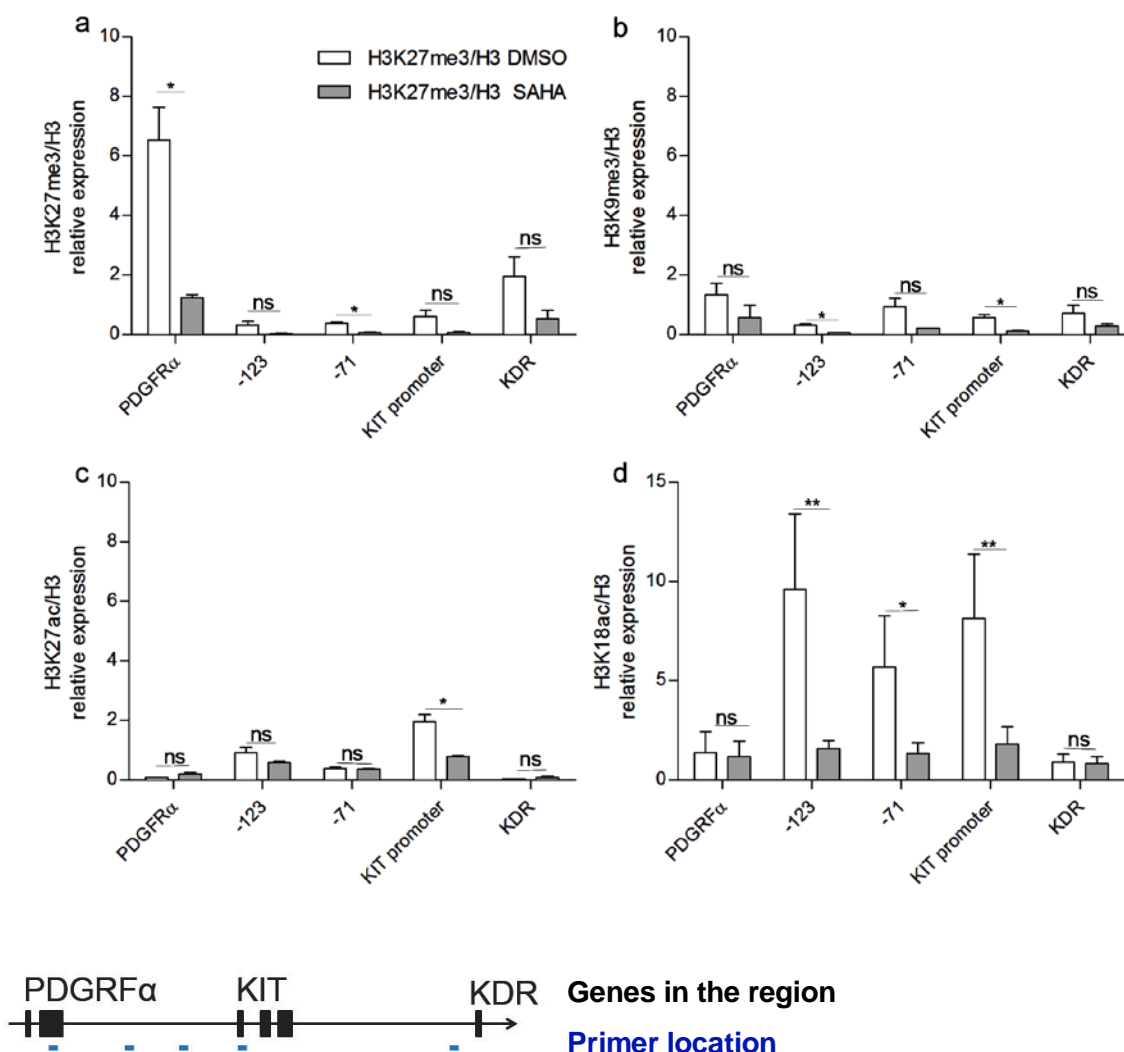 a
10
8
6
4
2
0
H3K27me3/H3
relative expression
H3K27me3/H3 DMSO
H3K27me3/H3 SAHA
*
ns
*
ns
ns
PDGFRα
-123
-71
KIT promoter
KDR
b
10
8
6
4
2
0
H3K9me3/H3
relative expression
ns
*
ns
*
ns
PDGFRα
-123
-71
KIT promoter
KDR
c
10
8
6
4
2
0
H3K27ac/H3
relative expression
ns
ns
ns
*
ns
PDGFRα
-123
-71
KIT promoter
KDR
d
15
10
5
0
H3K18ac/H3
relative expression
ns
**
*
**
ns
PDGRFα
-123
-71
KIT promoter
KDR
PDGRFα KIT KDR Genes in the region
Primer location